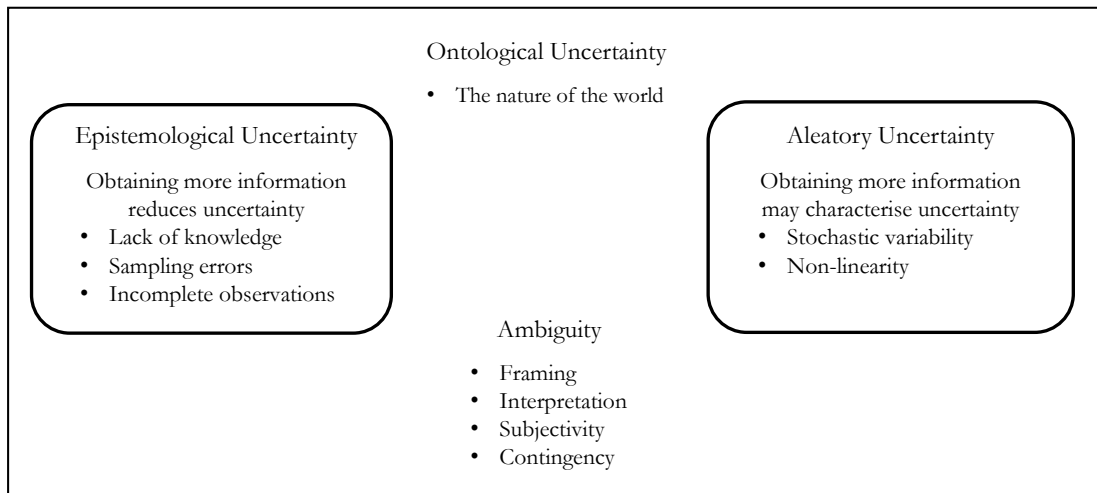 Ontological Uncertainty
• The nature of the world
Epistemological Uncertainty
Obtaining more information
reduces uncertainty
• Lack of knowledge
• Sampling errors
• Incomplete observations
Aleatory Uncertainty
Obtaining more information
may characterise uncertainty
• Stochastic variability
• Non-linearity
Ambiguity
• Framing
• Interpretation
• Subjectivity
• Contingency